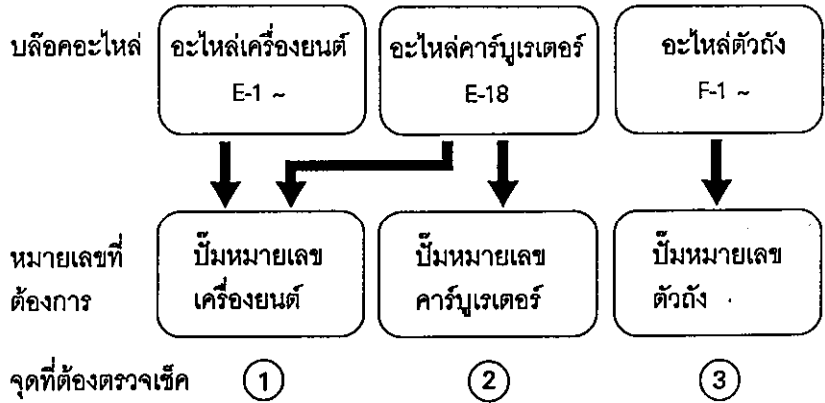 บล๊อคอะไหล่ อะไหล่เครื่องยนต์ อะไหล่คาร์บูเรเตอร์ อะไหล่ตัวถัง
E-1 ~ E-18 F-1 ~
หมายเลขที่ ปั๊มหมายเลข ปั๊มหมายเลข ปั๊มหมายเลข
ต้องการ เครื่องยนต์ คาร์บูเรเตอร์ ตัวถัง
จุดที่ต้องตรวจเช็ค 1 2 3